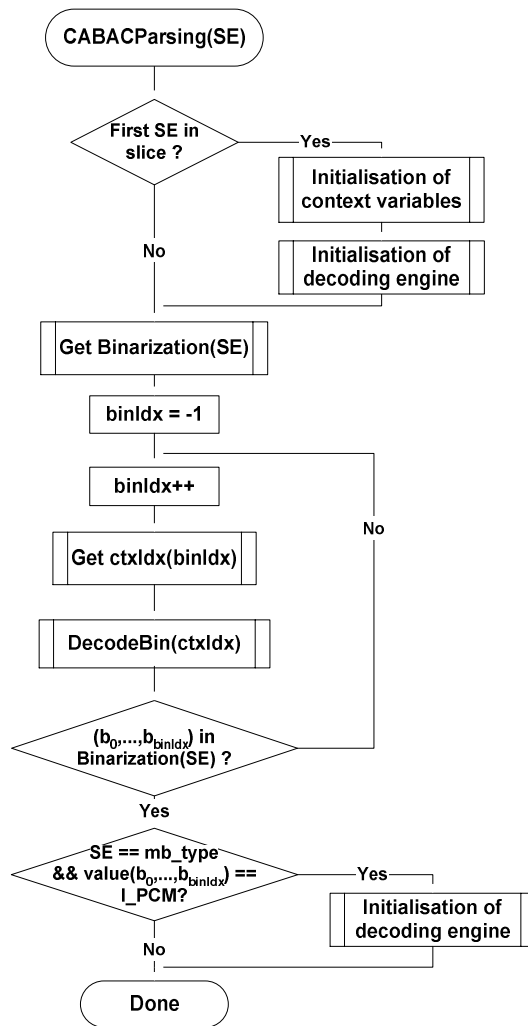 CABACParsing(SE)
First SE in
slice ?
Yes
Initialisation of
context variables
No
Initialisation of
decoding engine
Get Binarization(SE)
binIdx = -1
binIdx++
No
Get ctxIdx(binIdx)
DecodeBin(ctxIdx)
(b0,...,bbinIdx) in
Binarization(SE) ?
Yes
SE == mb_type
&& value(b0,...,bbinIdx) ==
I_PCM?
Yes
Initialisation of
decoding engine
No
Done